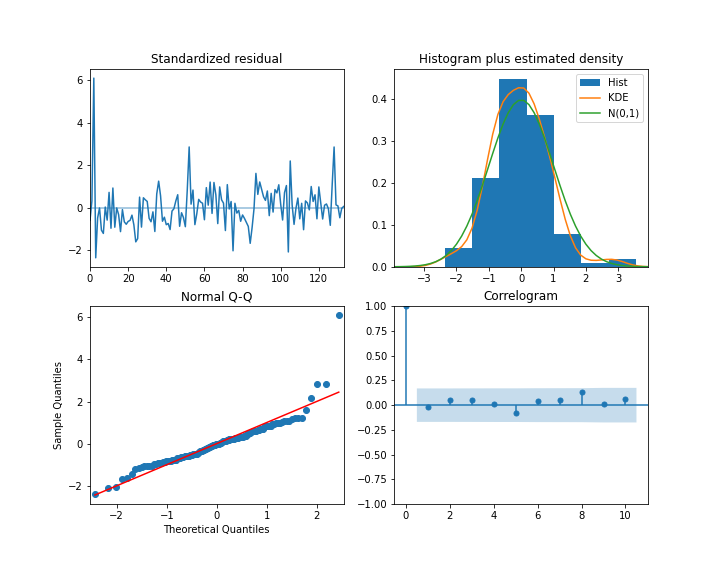 Standardized residual
6
4
2
0
−2
0 20 40 60 80 100 120
Histogram plus estimated density
Hist
KDE
N(0,1)
0.4
0.3
0.2
0.1
0.0
−3 −2 −1 0 1 2 3
Normal Q-Q
Sample Quantiles
6
4
2
0
−2
−2 −1 0 1 2
Theoretical Quantiles
Correlogram
1.00
0.75
0.50
0.25
0.00
−0.25
−0.50
−0.75
−1.00
0 2 4 6 8 10